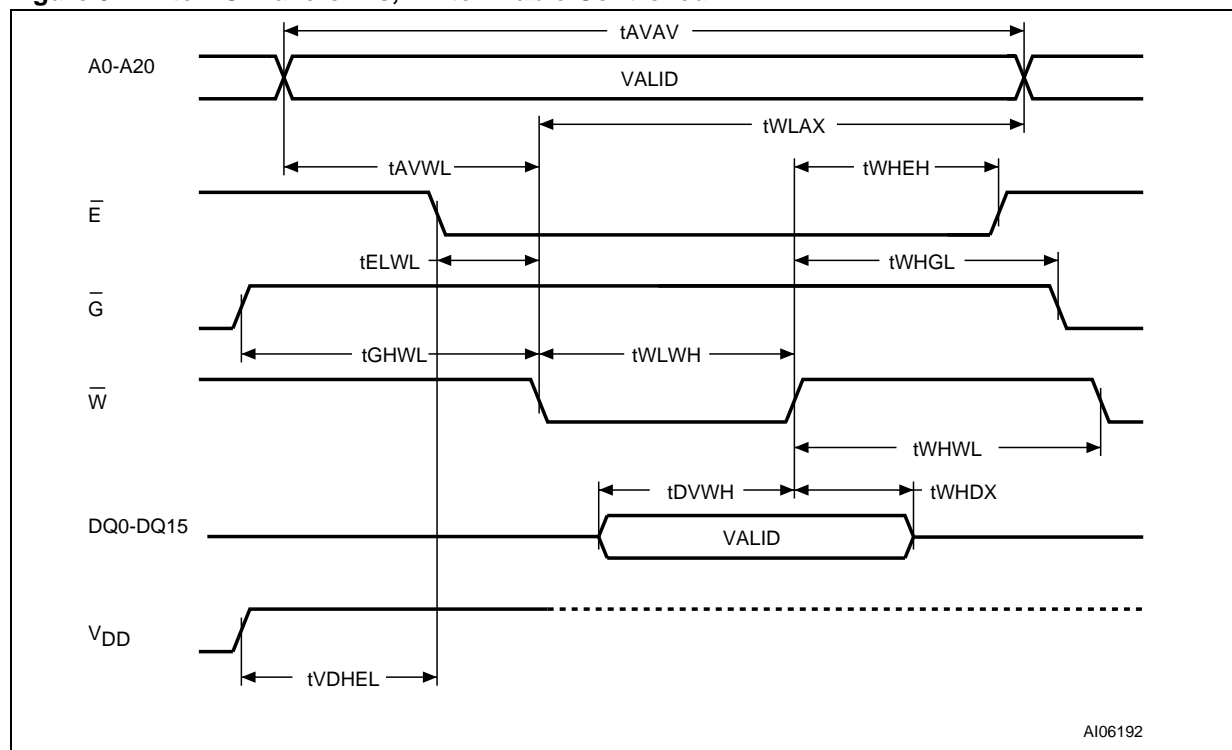 tAVAV
A0-A20
VALID
tWLAX
tAVWL
tWHEH
E
tELWL
tWHGL
G
tGHWL
tWLWH
W
tWHWL
tDVWH
tWHDX
DQ0-DQ15
VALID
VDD
tVDHEL
AI06192